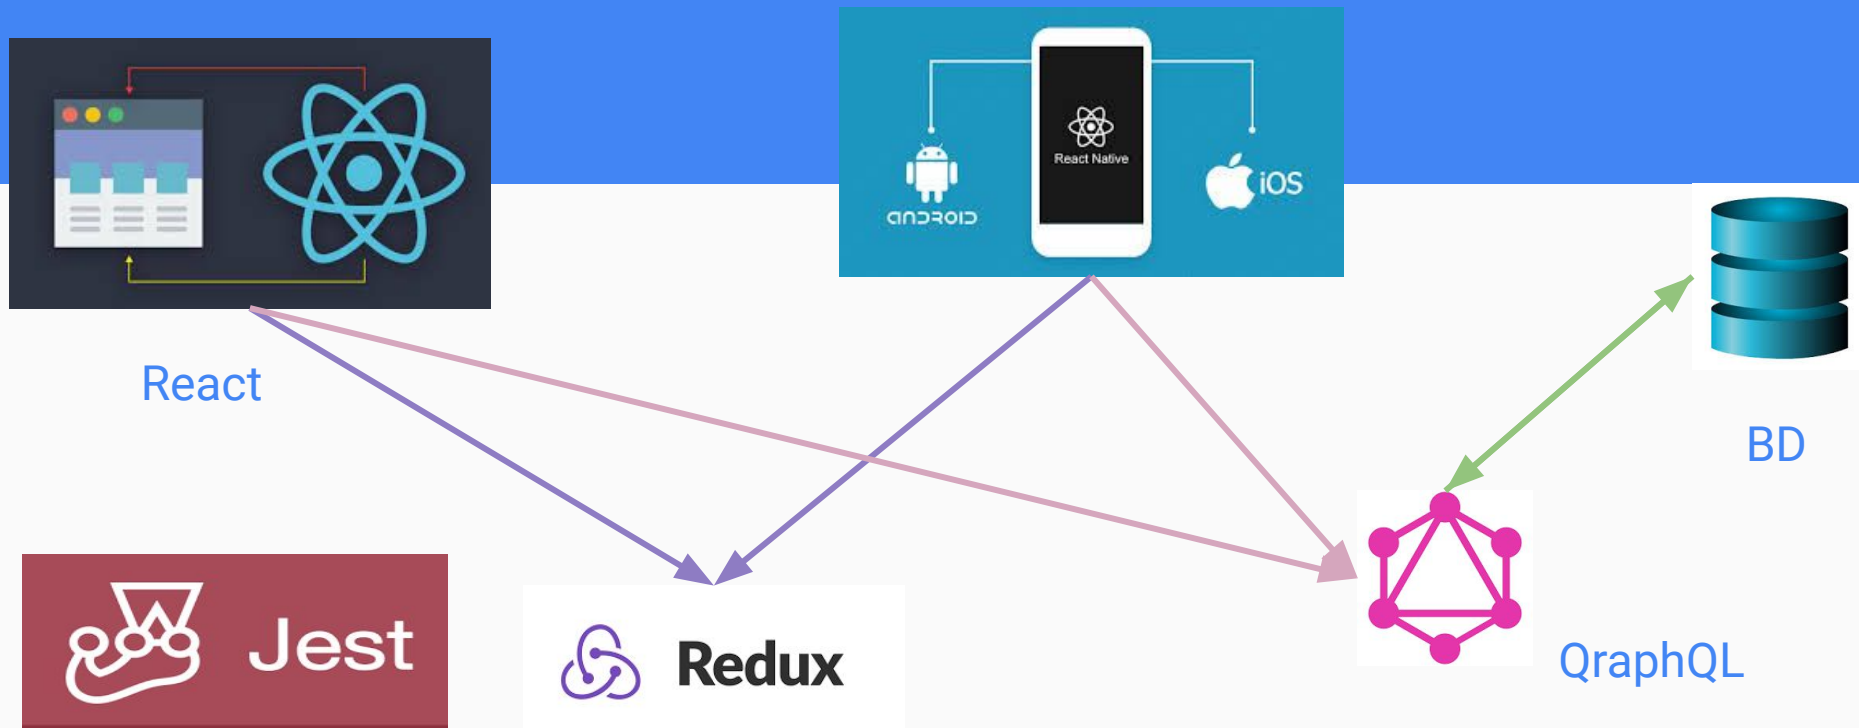 React Native
android
iOS
React
BD
Jest
Redux
QraphQL